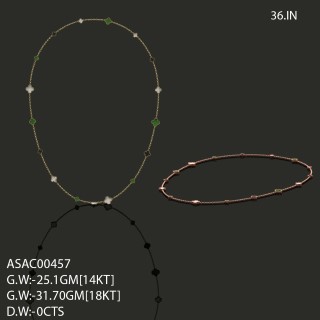 36.IN
ASAC00457
G.W:-25.1GM[14KT]
G.W:-31.70GM[18KT]
D.W:-0CTS